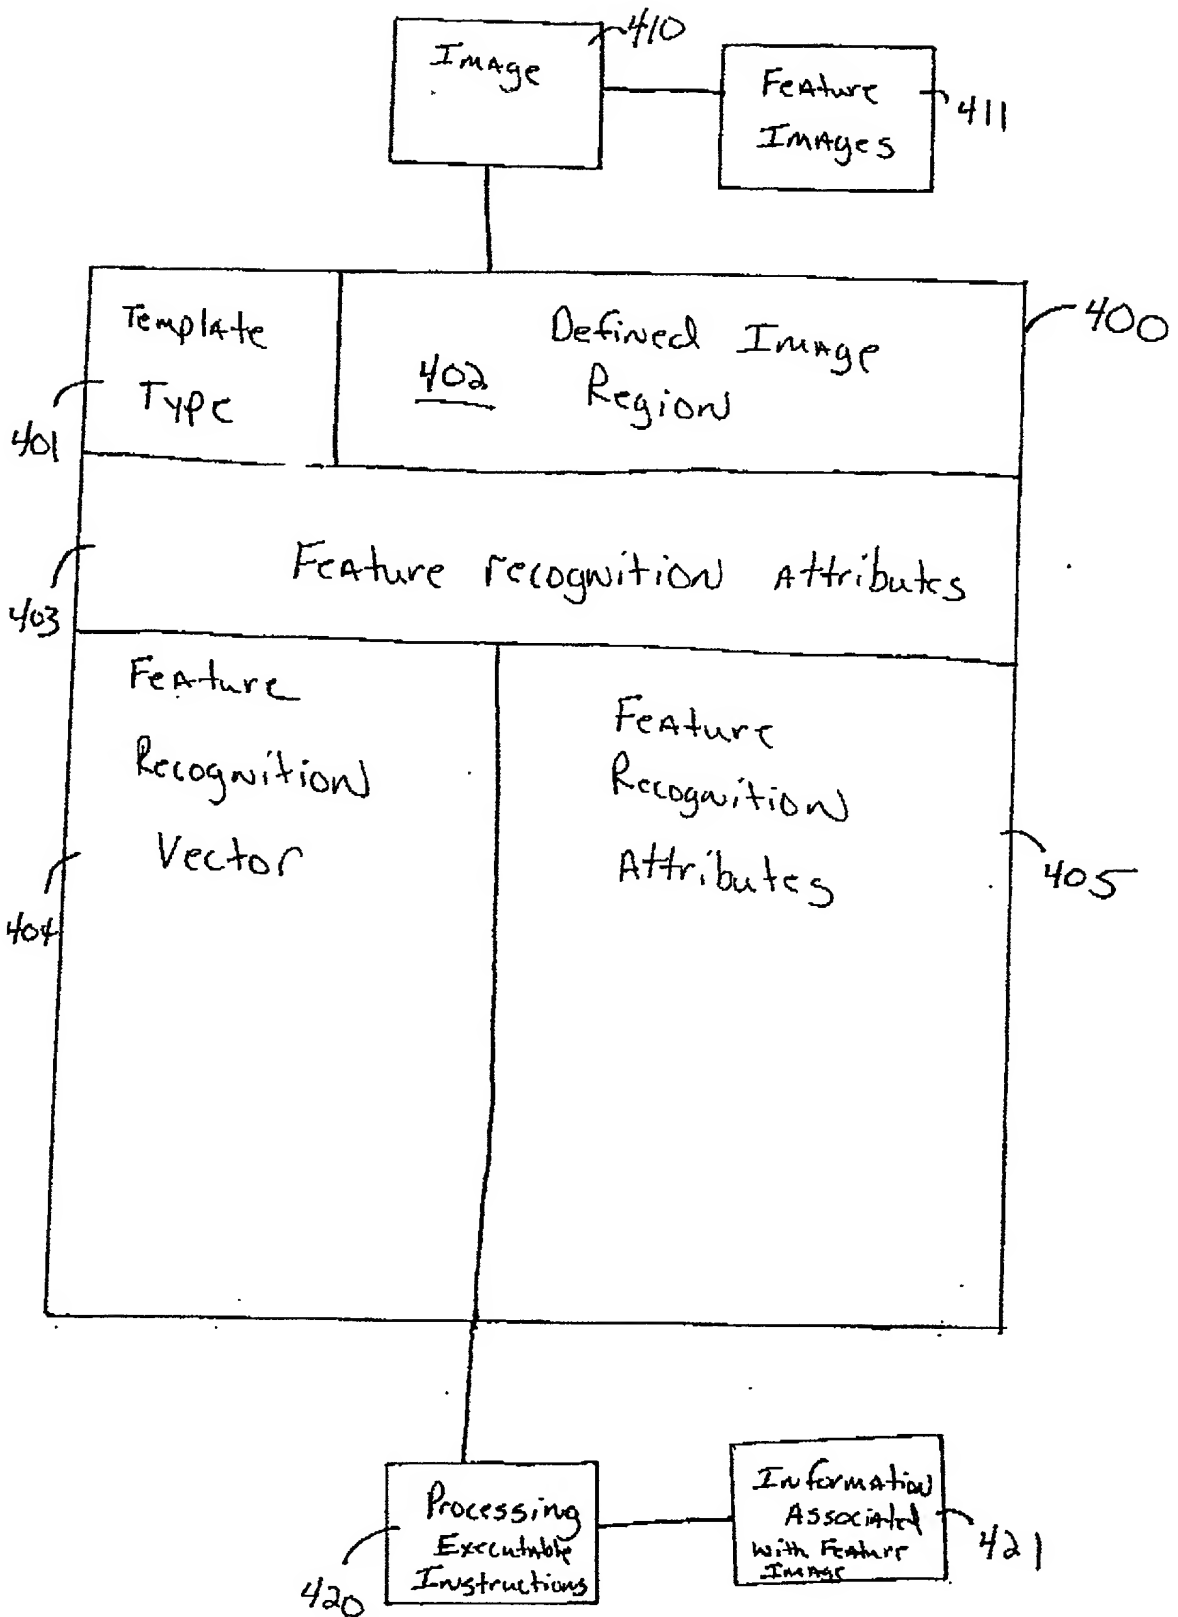 Image
410
Feature
Images
411
Template
Type
401
402
Defined Image
Region
400
Feature recognition Attributes
403
Feature
Recognition
Vector
404
Feature
Recognition
Attributes
405
Processing
Executable
Instructions
420
Information
Associated
with Feature
Image
421